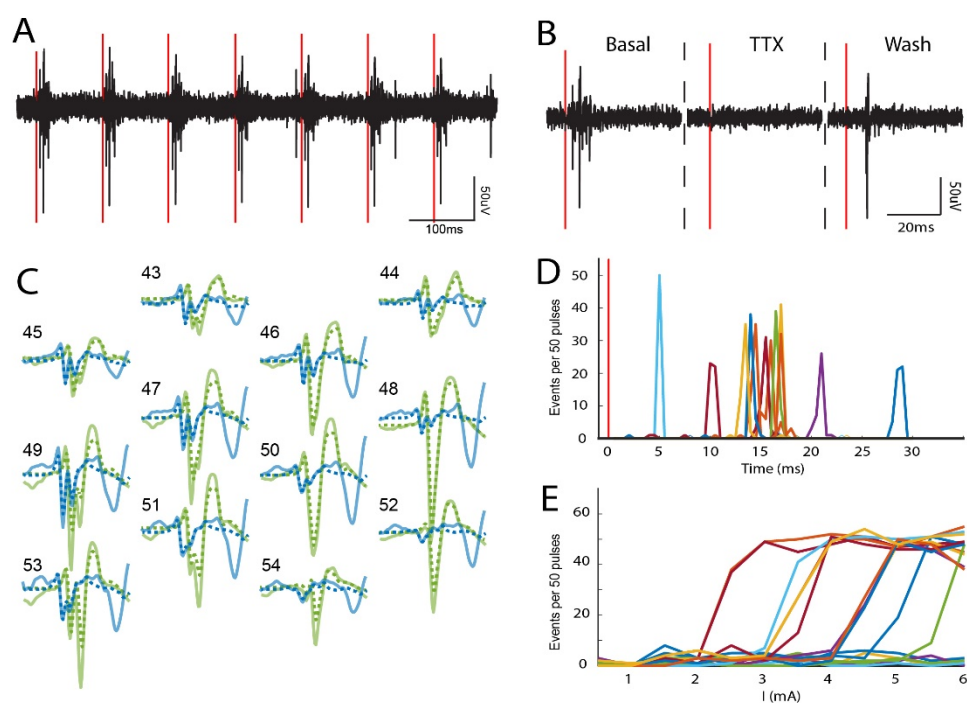 A
50uV
100ms
B
Basal TTX Wash
50uV
20ms
C
43 44
45 46
47 48
49 50
51 52
53 54
D
Events per 50 pulses
50
40
30
20
10
0
0 5 10 15 20 25 30
Time (ms)
E
Events per 50 pulses
60
40
20
0
1 2 3 4 5 6
I (mA)